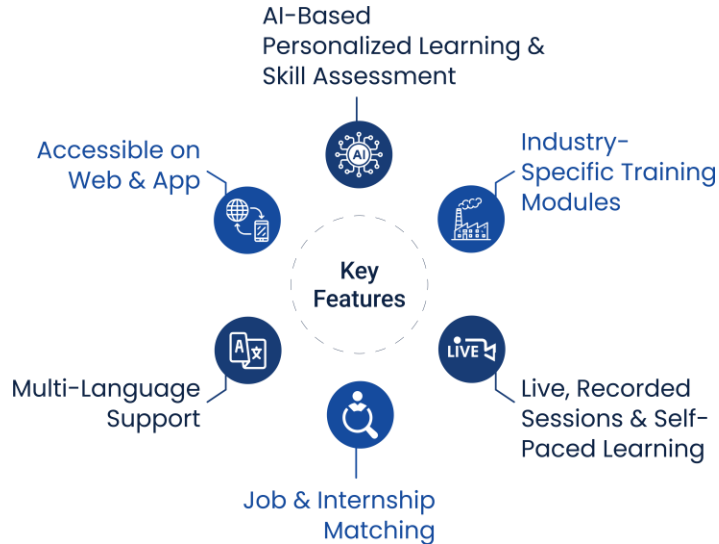 AI-Based
Personalized Learning &
Skill Assessment
AI
Accessible on
Web & App
Industry-
Specific Training
Modules
Key
Features
A 文
LIVE
Multi-Language
Support
Live, Recorded
Sessions & Self-
Paced Learning
Job & Internship
Matching